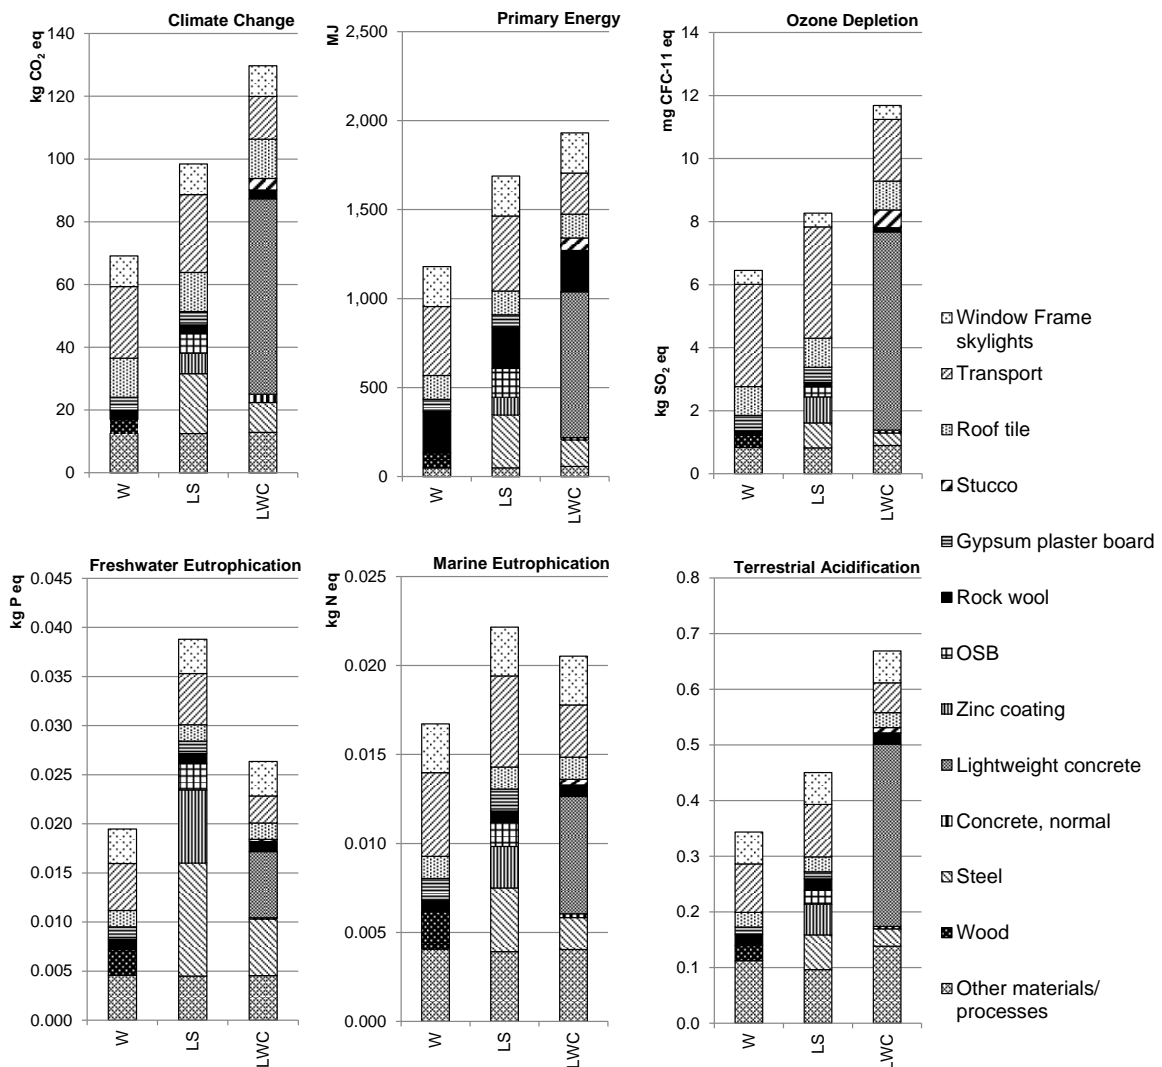 Climate Change
kg CO₂ eq
140
120
100
80
60
40
20
0
W
LS
LWC
Primary Energy
MJ
2,500
2,000
1,500
1,000
500
0
W
LS
LWC
Ozone Depletion
mg CFC-11 eq
14
12
10
8
6
4
2
0
W
LS
LWC
Freshwater Eutrophication
kg P eq
0.045
0.040
0.035
0.030
0.025
0.020
0.015
0.010
0.005
0.000
W
LS
LWC
Marine Eutrophication
kg N eq
0.025
0.020
0.015
0.010
0.005
0.000
W
LS
LWC
Terrestrial Acidification
kg SO₂ eq
0.8
0.7
0.6
0.5
0.4
0.3
0.2
0.1
0.0
W
LS
LWC
Window Frame
skylights
Transport
Roof tile
Stucco
Gypsum plaster board
Rock wool
OSB
Zinc coating
Lightweight concrete
Concrete, normal
Steel
Wood
Other materials/
processes